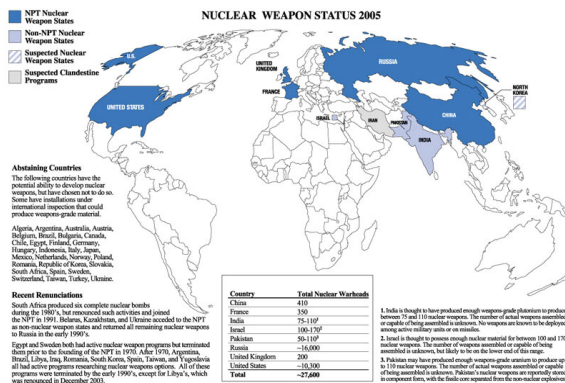 NUCLEAR WEAPON STATUS 2005
NPT Nuclear
Weapon States
Non-NPT Nuclear
Weapon States
Suspected Nuclear
Weapon States
Suspected Clandestine
Programs
U.S.
UNITED STATES
UNITED
KINGDOM
FRANCE
RUSSIA
ISRAEL
IRAN
PAKISTAN
INDIA
CHINA
NORTH
KOREA
Abstaining Countries
The following countries have the
potential ability to develop nuclear
weapons, but have chosen not to do so.
Some have installations under
international inspection that could
produce weapons-grade material.
Algeria, Argentina, Australia, Austria,
Belgium, Brazil, Bulgaria, Canada,
Chile, Egypt, Finland, Germany,
Hungary, Indonesia, Italy, Japan,
Mexico, Netherlands, Norway, Poland,
Romania, Republic of Korea, Slovakia,
South Africa, Spain, Sweden,
Switzerland, Taiwan, Turkey, Ukraine.
Recent Renunciations
South Africa produced six complete nuclear bombs
during the 1980's, but renounced such activities and joined
the NPT in 1991. Belarus, Kazakhstan, and Ukraine acceded to the NPT
as non-nuclear weapon states and returned all remaining nuclear weapons
to Russia in the early 1990's.
Egypt and Sweden both had active nuclear weapon programs but terminated
them prior to the founding of the NPT in 1970. After 1970, Argentina,
Brazil, Libya, Iraq, Romania, South Korea, Spain, Taiwan, and Yugoslavia
all had active programs researching nuclear weapons options. All of these
programs were terminated by the early 1990's, except for Libya's, which
was renounced in December 2003.
Country Total Nuclear Warheads
China 410
France 350
India 75-110¹
Israel 100-170²
Pakistan 50-110³
Russia ~16,000
United Kingdom 200
United States ~10,300
Total ~27,600
1. India is thought to have produced enough weapons-grade plutonium to produce
between 75 and 110 nuclear weapons. The number of actual weapons assembled
or capable of being assembled is unknown. No weapons are known to be deployed
among active military units or on missiles.
2. Israel is thought to possess enough nuclear material for between 100 and 170
nuclear weapons. The number of weapons assembled or capable of being
assembled is unknown, but likely to be on the lower end of this range.
3. Pakistan may have produced enough weapons-grade uranium to produce up
to 110 nuclear weapons. The number of actual weapons assembled or capable
of being assembled is unknown. Pakistan's nuclear weapons are reportedly stored
in component form, with the fissile core separated from the non-nuclear explosives.